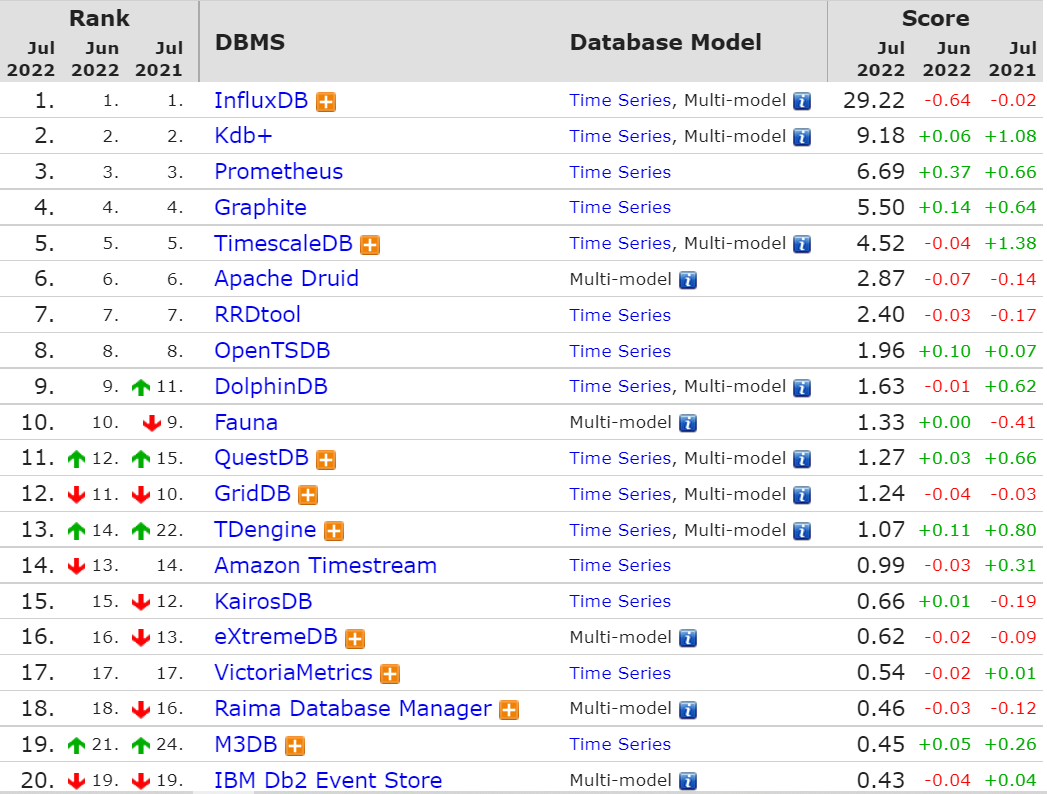 Rank Score
Jul Jun Jul DBMS Database Model Jul Jun Jul
2022 2022 2021 2022 2022 2021
1. 1. 1. InfluxDB Time Series, Multi-model 29.22 -0.64 -0.02
2. 2. 2. Kdb+ Time Series, Multi-model 9.18 +0.06 +1.08
3. 3. 3. Prometheus Time Series 6.69 +0.37 +0.66
4. 4. 4. Graphite Time Series 5.50 +0.14 +0.64
5. 5. 5. TimescaleDB Time Series, Multi-model 4.52 -0.04 +1.38
6. 6. 6. Apache Druid Multi-model 2.87 -0.07 -0.14
7. 7. 7. RRDtool Time Series 2.40 -0.03 -0.17
8. 8. 8. OpenTSDB Time Series 1.96 +0.10 +0.07
9. 9. 11. DolphinDB Time Series, Multi-model 1.63 -0.01 +0.62
10. 10. 9. Fauna Multi-model 1.33 +0.00 -0.41
11. 12. 15. QuestDB Time Series, Multi-model 1.27 +0.03 +0.66
12. 11. 10. GridDB Time Series, Multi-model 1.24 -0.04 -0.03
13. 14. 22. TDengine Time Series, Multi-model 1.07 +0.11 +0.80
14. 13. 14. Amazon Timestream Time Series 0.99 -0.03 +0.31
15. 15. 12. KairosDB Time Series 0.66 +0.01 -0.19
16. 16. 13. eXtremeDB Multi-model 0.62 -0.02 -0.09
17. 17. 17. VictoriaMetrics Time Series 0.54 -0.02 +0.01
18. 18. 16. Raima Database Manager Multi-model 0.46 -0.03 -0.12
19. 21. 24. M3DB Time Series 0.45 +0.05 +0.26
20. 19. 19. IBM Db2 Event Store Multi-model 0.43 -0.04 +0.04